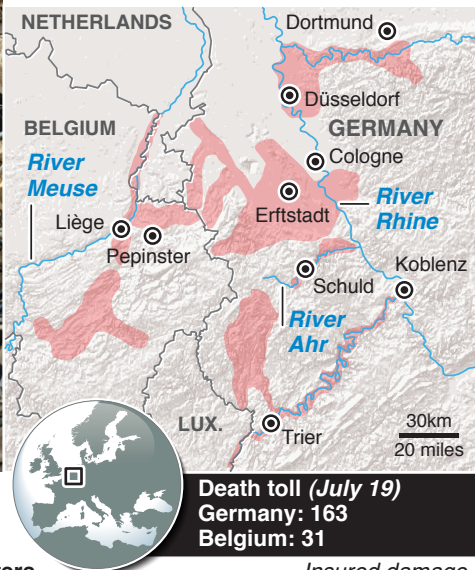 NETHERLANDS
Dortmund
Düsseldorf
BELGIUM
GERMANY
River
Meuse
Cologne
Erftstadt
River
Rhine
Liège
Pepinster
Schuld
Koblenz
River
Ahr
LUX.
Trier
30km
20 miles
Death toll (July 19)
Germany: 163
Belgium: 31
Insured damage